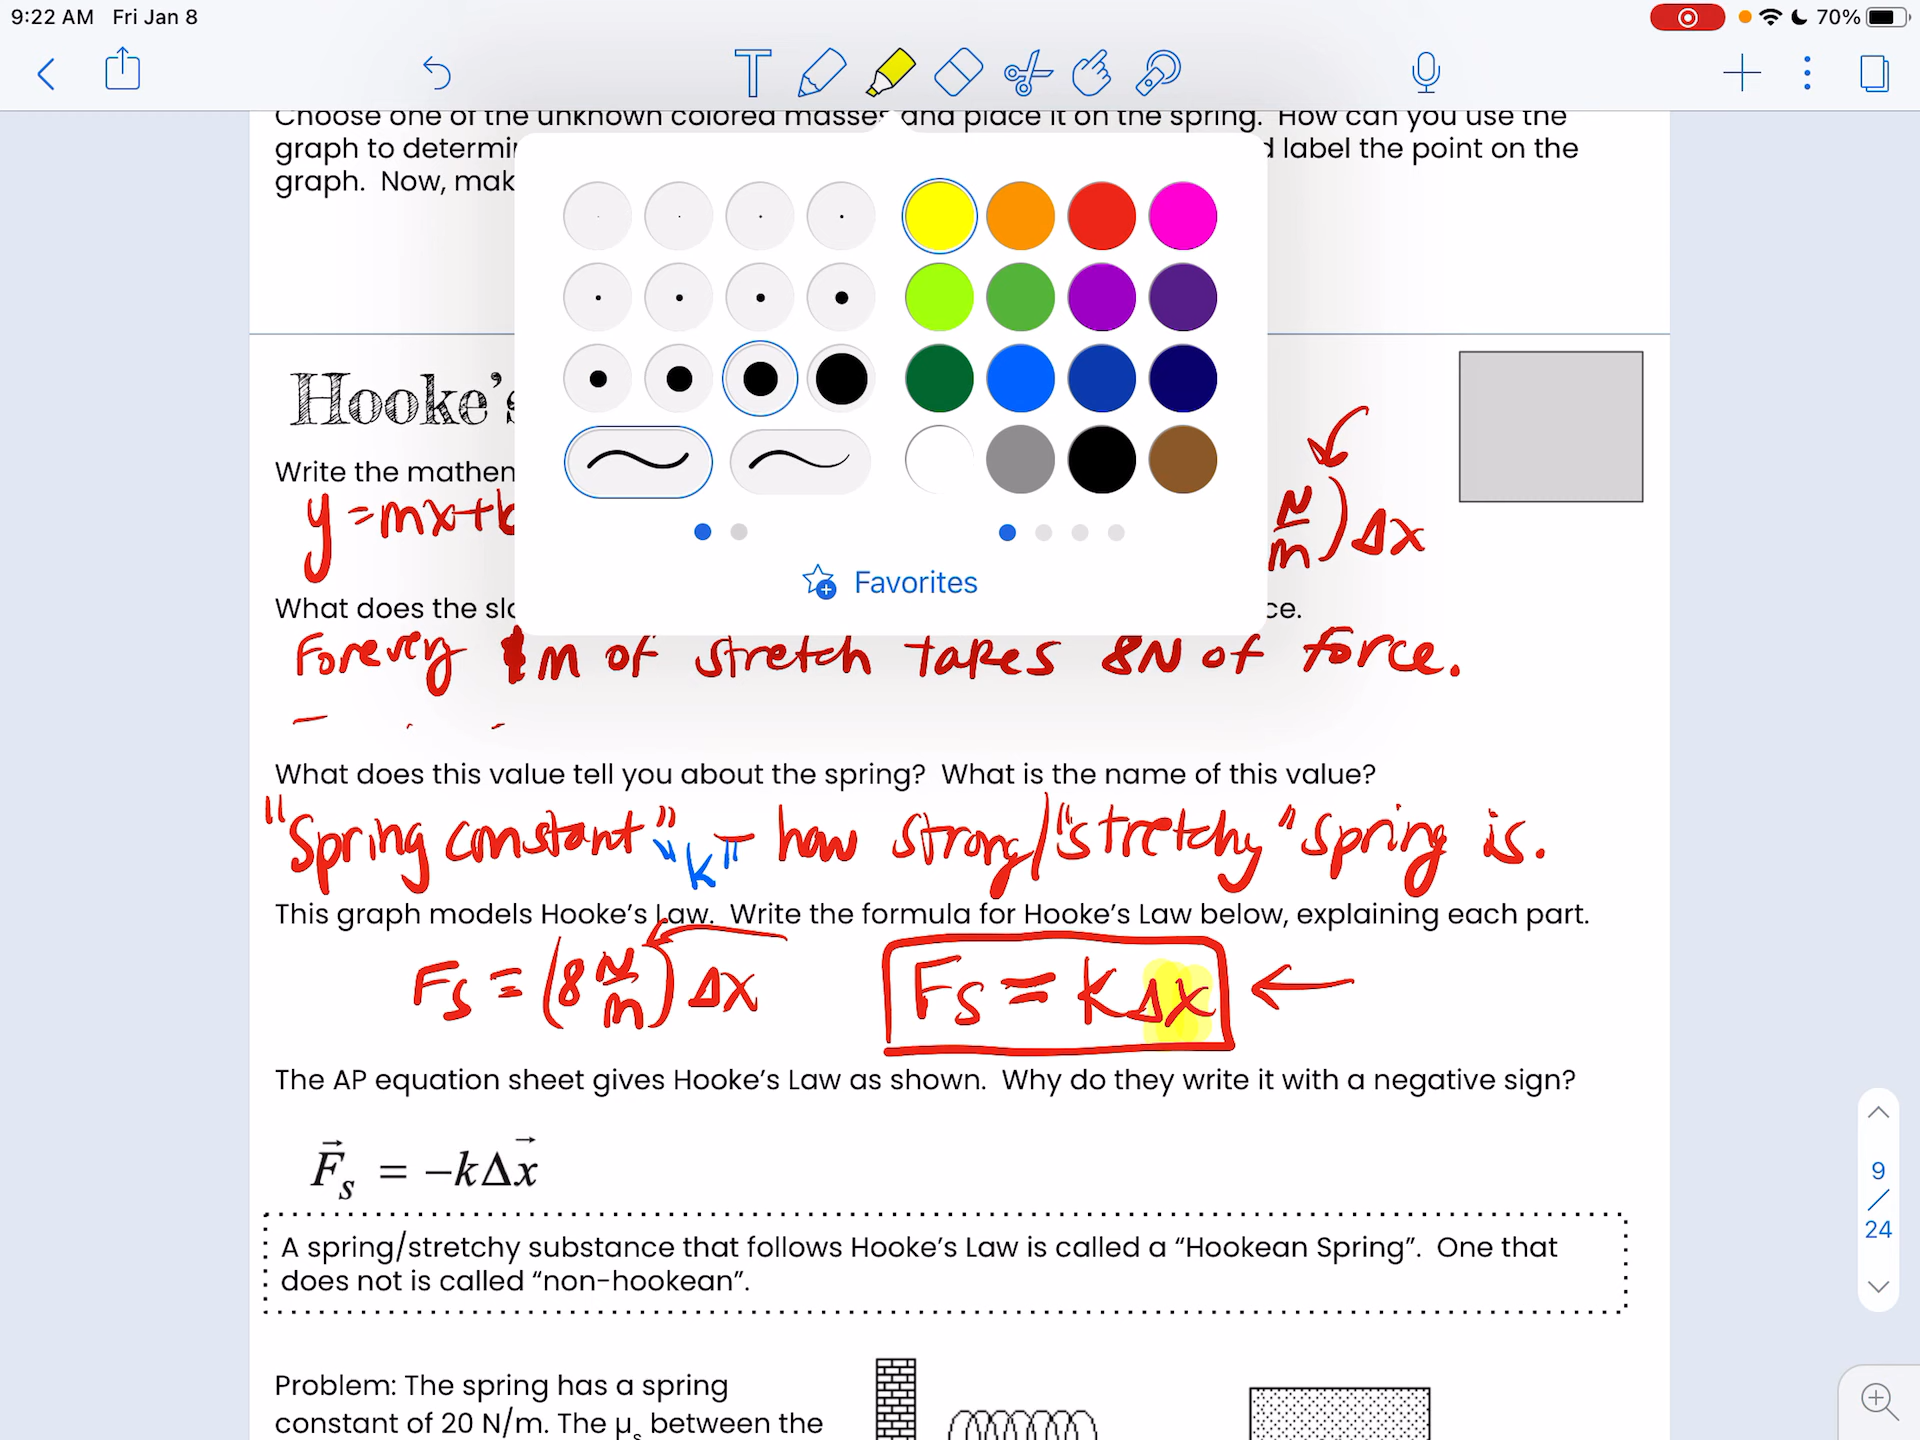 9:22 AM Fri Jan 8
70%
Choose one of the unknown colored masses and place it on the spring. How can you use the
graph to determi d label the point on the
graph. Now, mak
Hooke's
Write the mathem
y = mx+b N/m) Δx
What does the slo ce.
Forevery 1m of stretch takes 8N of force.
What does this value tell you about the spring? What is the name of this value?
"Spring constant" "k" - how strong/"stretchy" spring is.
This graph models Hooke's Law. Write the formula for Hooke's Law below, explaining each part.
Fs = (8 N/m) Δx Fs = kΔx
The AP equation sheet gives Hooke's Law as shown. Why do they write it with a negative sign?
F⃗s = −kΔx⃗
A spring/stretchy substance that follows Hooke's Law is called a "Hookean Spring". One that
does not is called "non-hookean".
Problem: The spring has a spring
constant of 20 N/m. The μs between the
Favorites
9
/
24